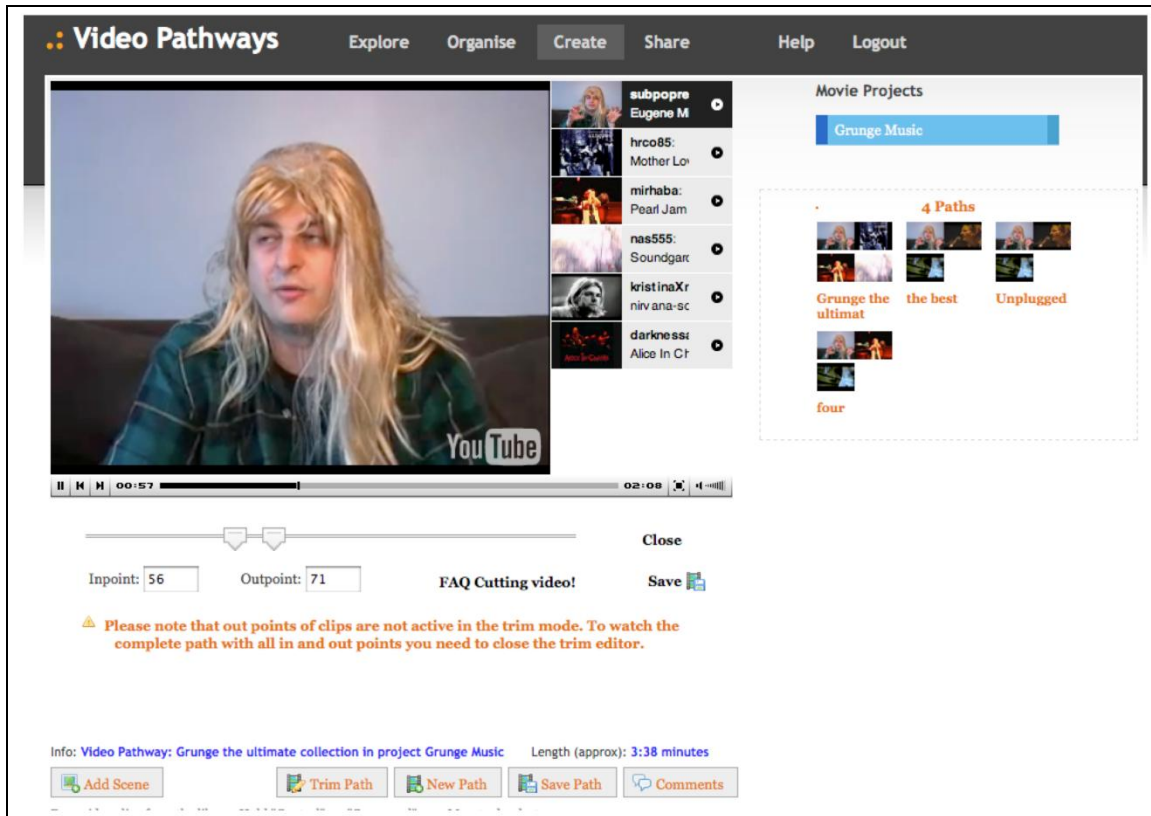 .: Video Pathways
Explore Organise Create Share Help Logout
subpopre
Eugene Mi
hrco85:
Mother Lov
mirhaba:
Pearl Jam
nas555:
Soundgarc
kristinaXr
nirvana-sc
darknessa
Alice In Ch
YouTube
00:57 02:08
Movie Projects
Grunge Music
4 Paths
Grunge the
ultimat
the best
Unplugged
four
Close
Inpoint: 56 Outpoint: 71 FAQ Cutting video! Save
Please note that out points of clips are not active in the trim mode. To watch the
complete path with all in and out points you need to close the trim editor.
Info: Video Pathway: Grunge the ultimate collection in project Grunge Music Length (approx): 3:38 minutes
Add Scene Trim Path New Path Save Path Comments